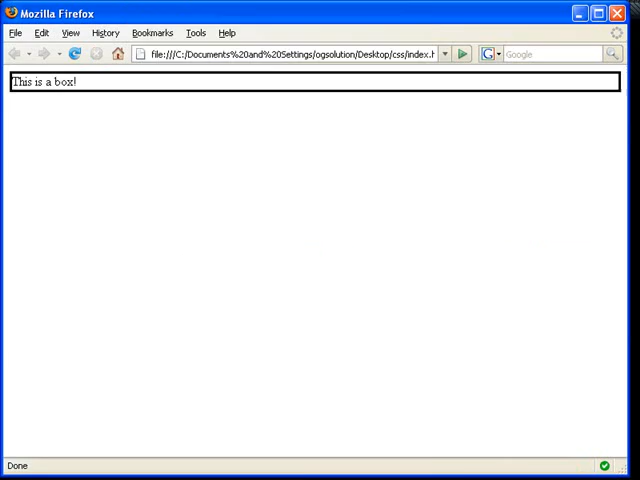 Mozilla Firefox
File Edit View History Bookmarks Tools Help
file:///C:/Documents%20and%20Settings/ogsolution/Desktop/css/index.h
G Google
This is a box!
Done